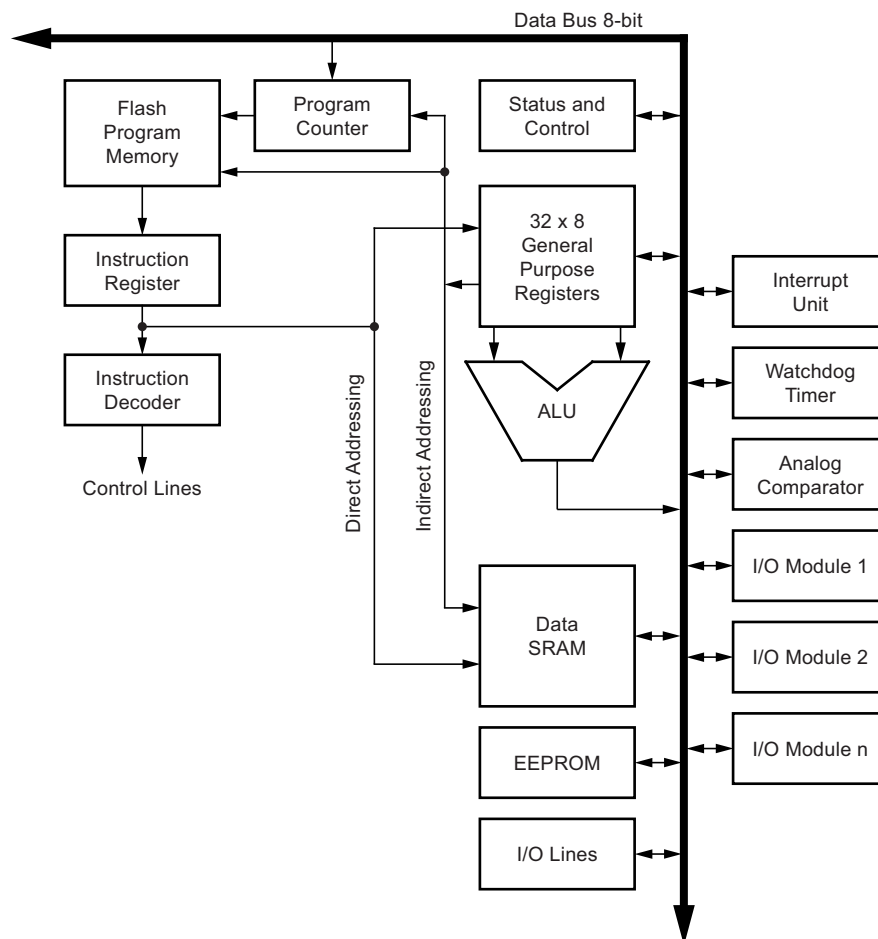 Data Bus 8-bit
Flash
Program
Memory
Program
Counter
Status and
Control
32 x 8
General
Purpose
Registers
Instruction
Register
Interrupt
Unit
Instruction
Decoder
Watchdog
Timer
ALU
Direct Addressing
Indirect Addressing
Analog
Comparator
Control Lines
I/O Module 1
Data
SRAM
I/O Module 2
I/O Module n
EEPROM
I/O Lines